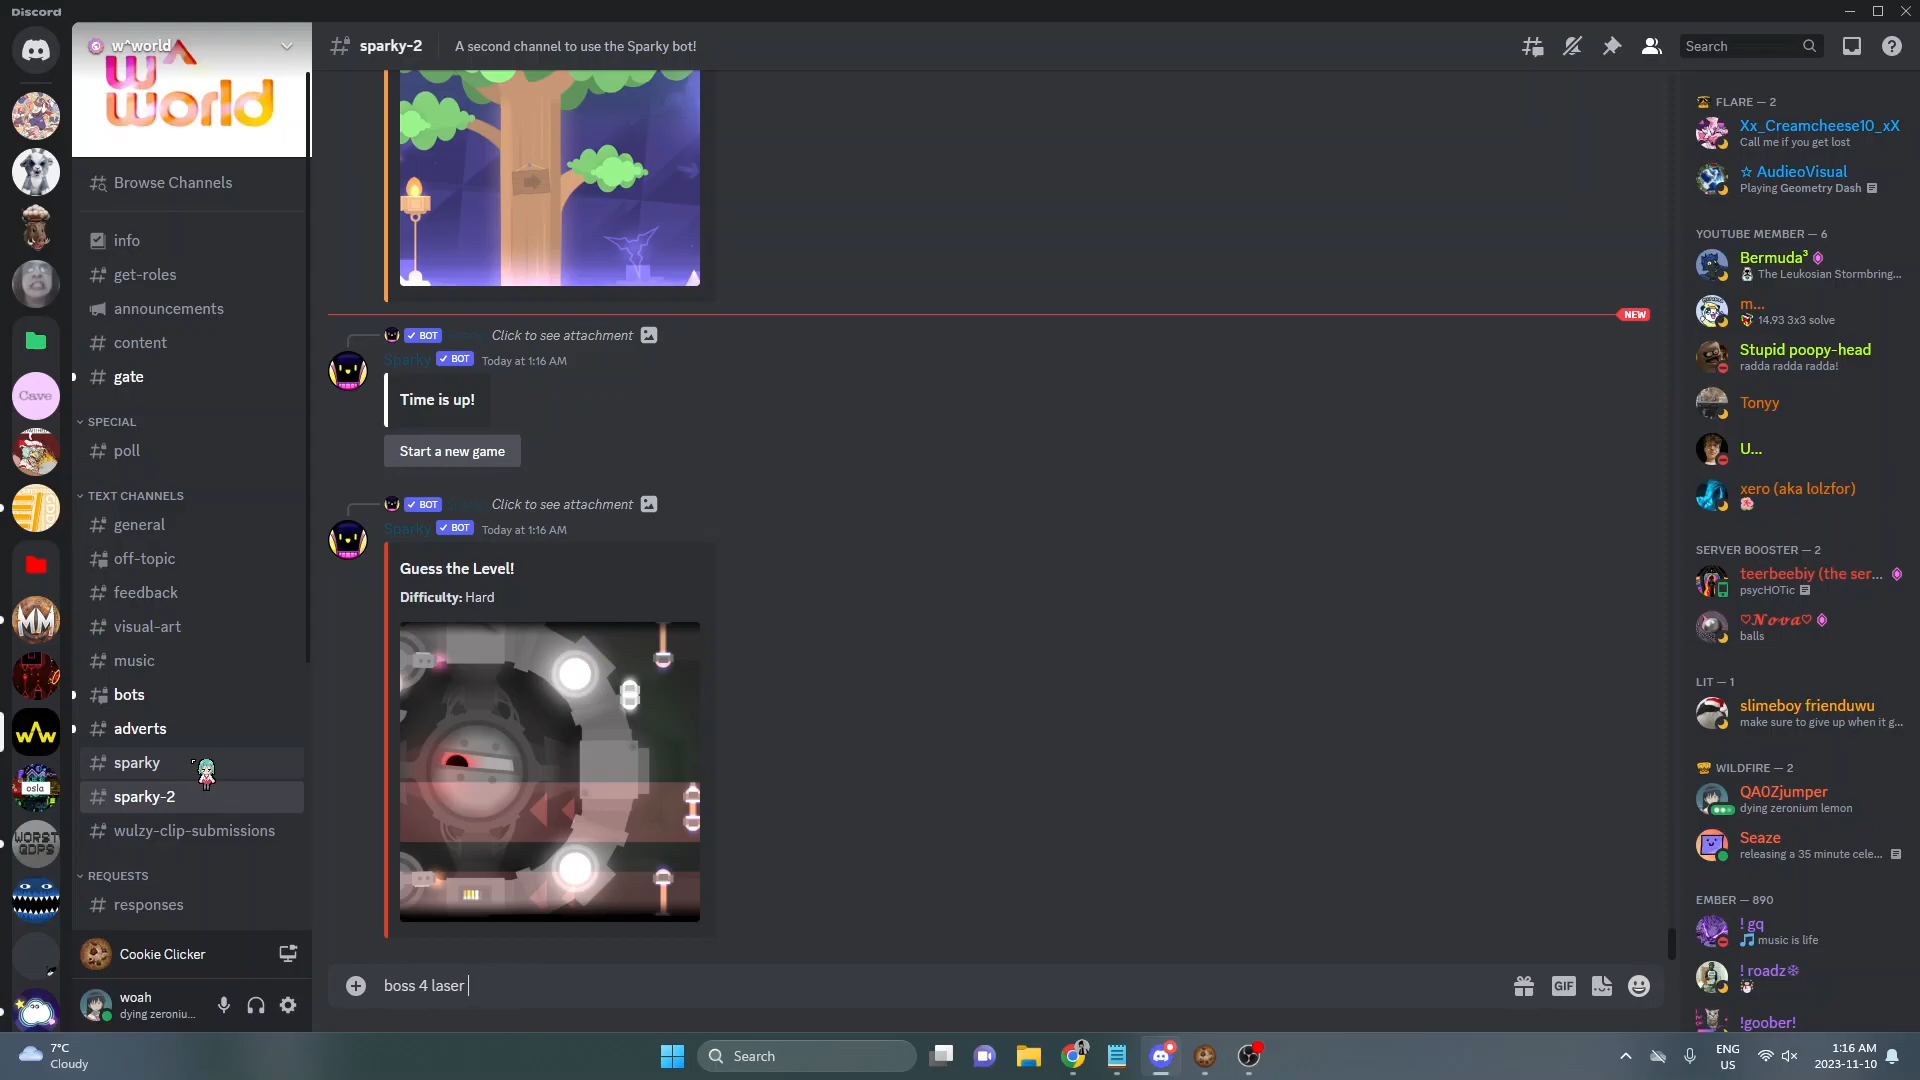 Discord
w^world
w^
world
Browse Channels
info
get-roles
announcements
content
gate
SPECIAL
poll
TEXT CHANNELS
general
off-topic
feedback
visual-art
music
bots
adverts
sparky
sparky-2
wulzy-clip-submissions
REQUESTS
responses
Cookie Clicker
woah
dying zeroniu...
Cave
MM
osla
WORST
GDPS
sparky-2
A second channel to use the Sparky bot!
Search
NEW
BOT
Click to see attachment
Sparky BOT Today at 1:16 AM
Time is up!
Start a new game
BOT
Click to see attachment
Sparky BOT Today at 1:16 AM
Guess the Level!
Difficulty: Hard
boss 4 laser
GIF
FLARE — 2
Xx_Creamcheese10_xX
Call me if you get lost
☆ AudieoVisual
Playing Geometry Dash
YOUTUBE MEMBER — 6
Bermuda³
The Leukosian Stormbring...
m...
14.93 3x3 solve
Stupid poopy-head
radda radda radda!
Tonyy
U...
xero (aka lolzfor)
SERVER BOOSTER — 2
teerbeebiy (the ser...
psycHOTic
♡𝓝𝓸𝓿𝓪♡
balls
LIT — 1
slimeboy frienduwu
make sure to give up when it g...
WILDFIRE — 2
QA0Zjumper
dying zeronium lemon
Seaze
releasing a 35 minute cele...
EMBER — 890
! gq
music is life
! roadz❄
!goober!
7°C
Cloudy
Search
ENG
US
1:16 AM
2023-11-10